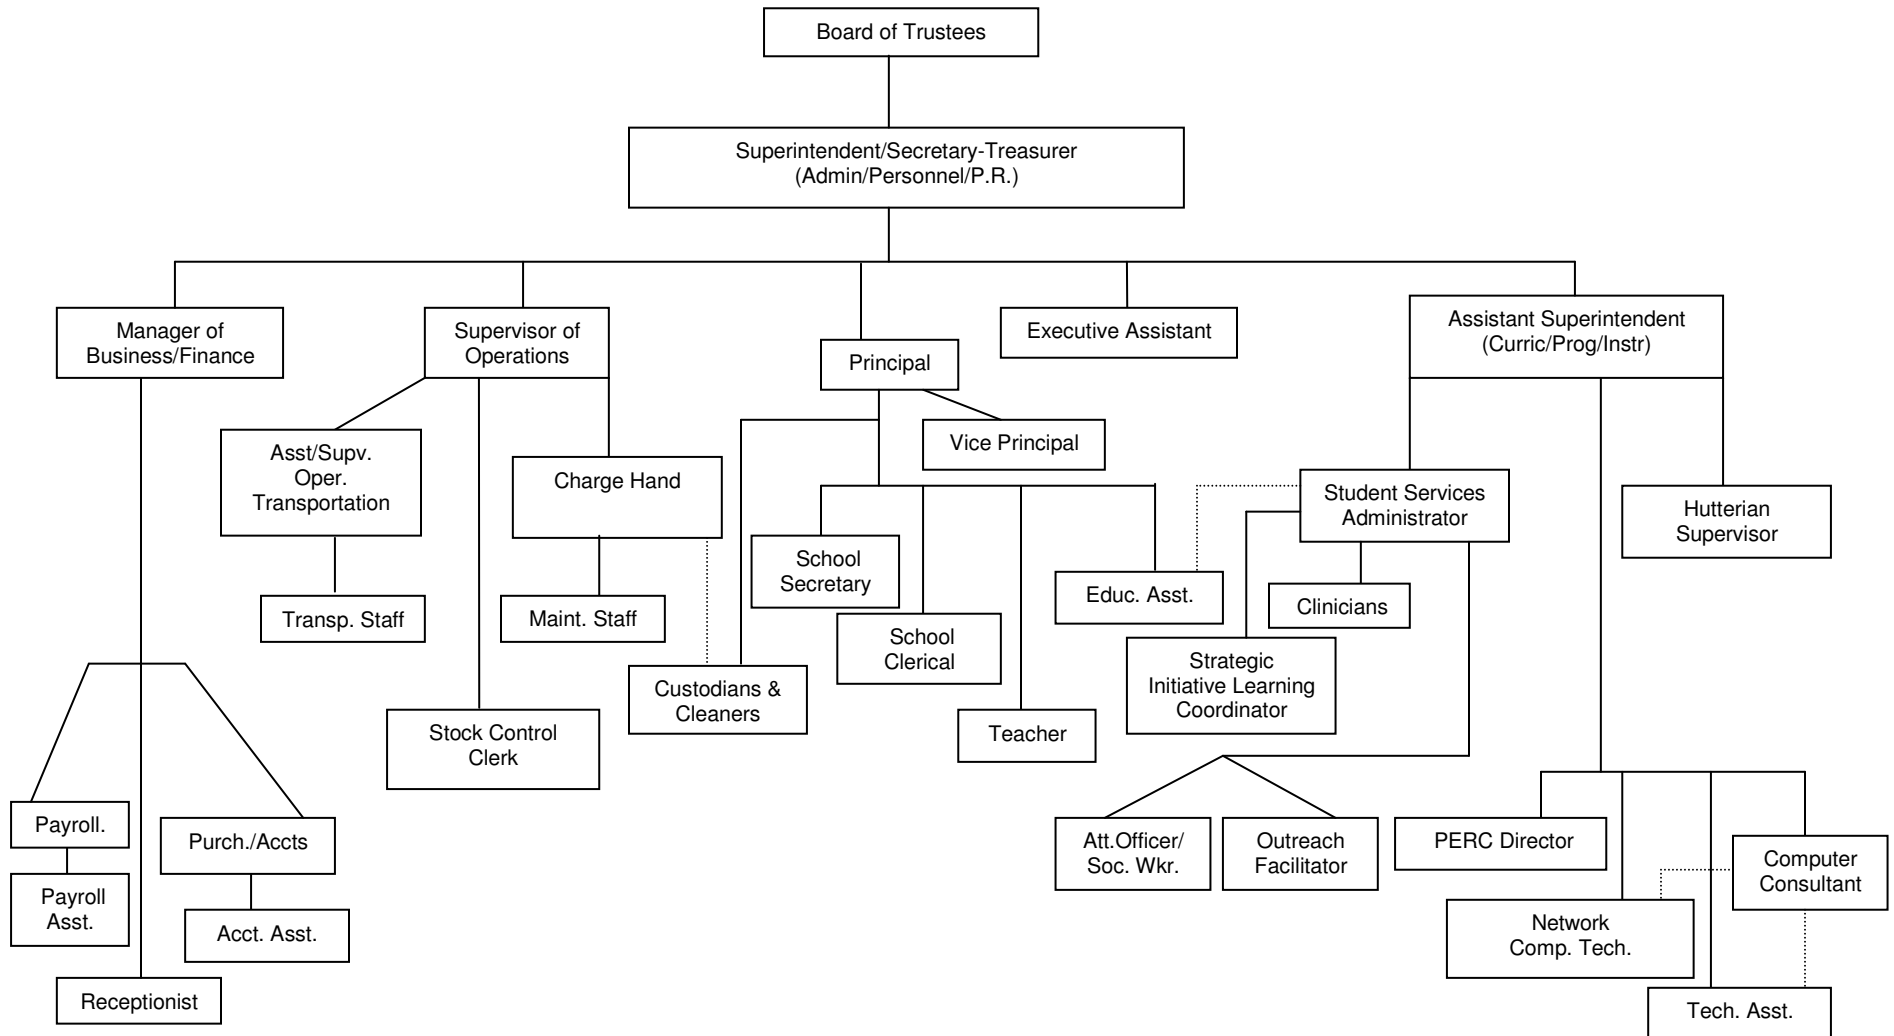 Board of Trustees
Superintendent/Secretary-Treasurer
(Admin/Personnel/P.R.)
Manager of
Business/Finance
Supervisor of
Operations
Principal
Executive Assistant
Assistant Superintendent
(Curric/Prog/Instr)
Asst/Supv.
Oper.
Transportation
Charge Hand
Vice Principal
Student Services
Administrator
Hutterian
Supervisor
School
Secretary
Educ. Asst.
Clinicians
Transp. Staff
Maint. Staff
School
Clerical
Strategic
Initiative Learning
Coordinator
Custodians &
Cleaners
Stock Control
Clerk
Teacher
Payroll.
Purch./Accts
Att.Officer/
Soc. Wkr.
Outreach
Facilitator
PERC Director
Computer
Consultant
Payroll
Asst.
Acct. Asst.
Network
Comp. Tech.
Receptionist
Tech. Asst.